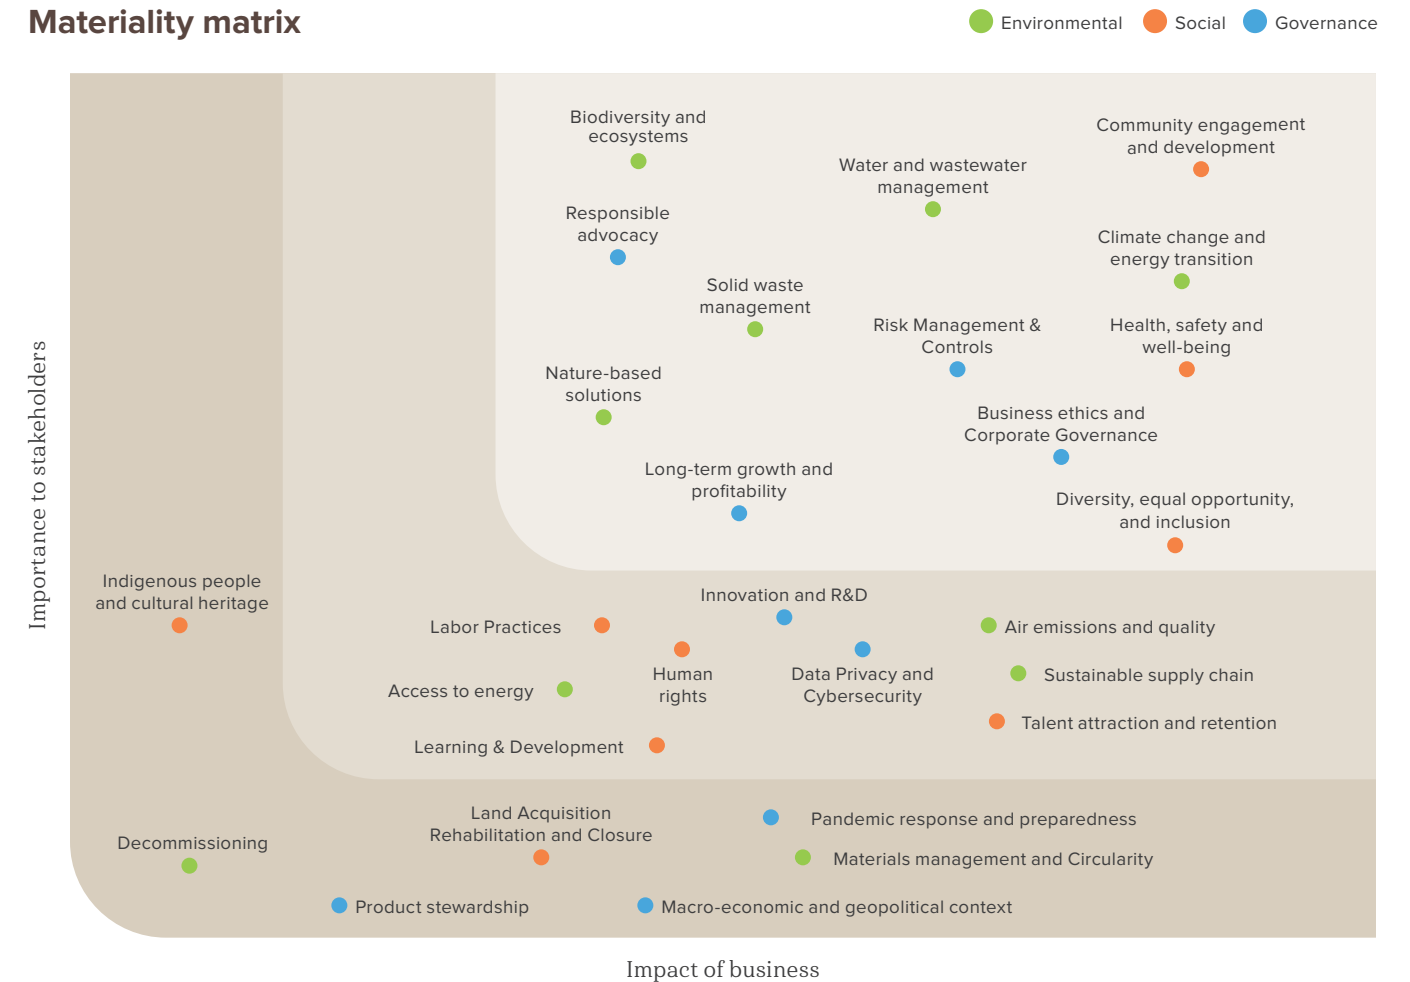 Materiality matrix
Environmental
Social
Governance
Importance to stakeholders
Biodiversity and
ecosystems
Community engagement
and development
Water and wastewater
management
Responsible
advocacy
Climate change and
energy transition
Solid waste
management
Risk Management &
Controls
Health, safety and
well-being
Nature-based
solutions
Business ethics and
Corporate Governance
Long-term growth and
profitability
Diversity, equal opportunity,
and inclusion
Indigenous people
and cultural heritage
Innovation and R&D
Labor Practices
Air emissions and quality
Human
rights
Data Privacy and
Cybersecurity
Sustainable supply chain
Access to energy
Talent attraction and retention
Learning & Development
Land Acquisition
Rehabilitation and Closure
Pandemic response and preparedness
Decommissioning
Materials management and Circularity
Product stewardship
Macro-economic and geopolitical context
Impact of business